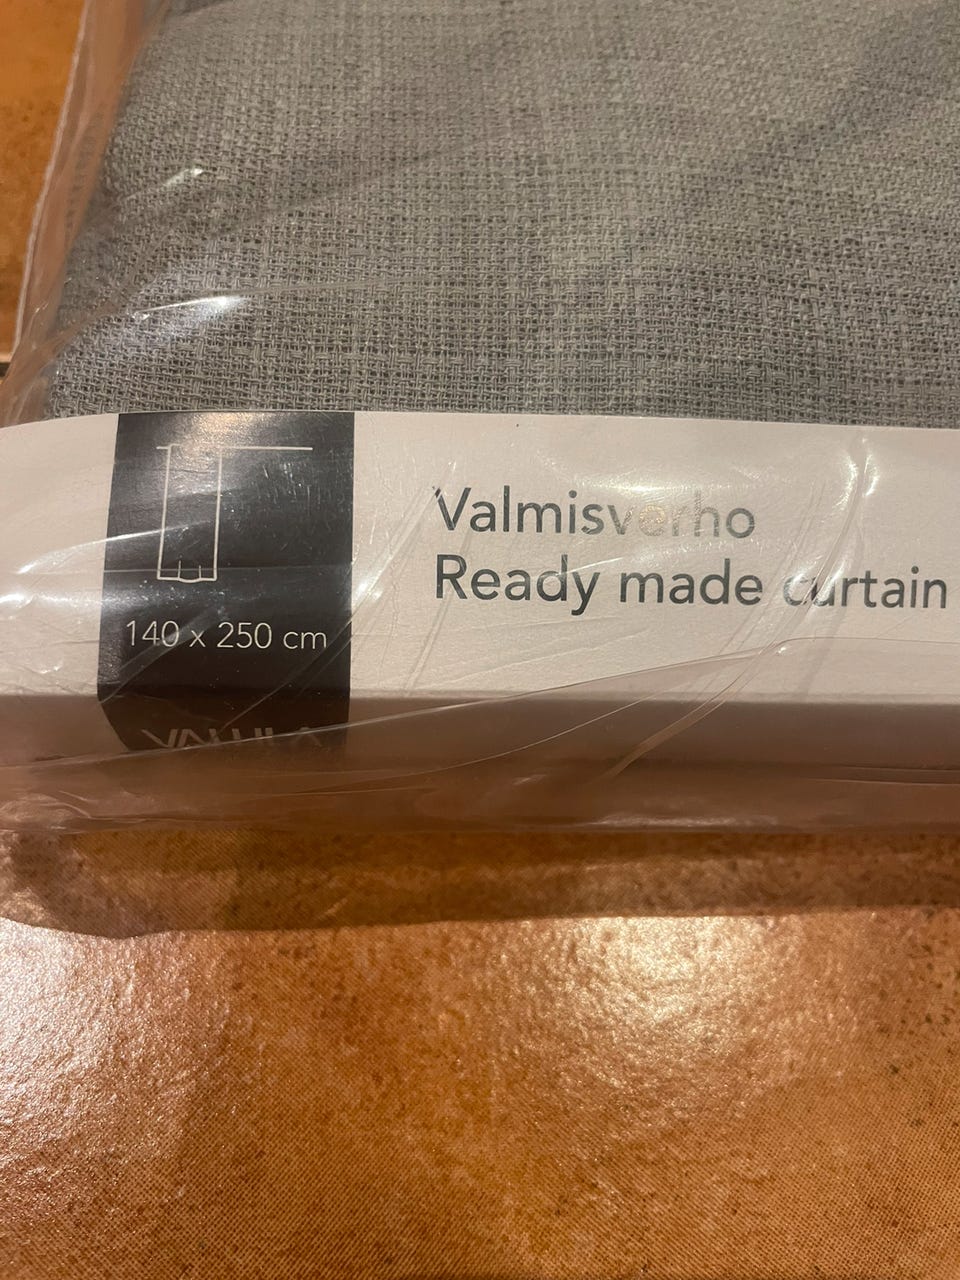 Valmisverho
Ready made curtain
140 x 250 cm